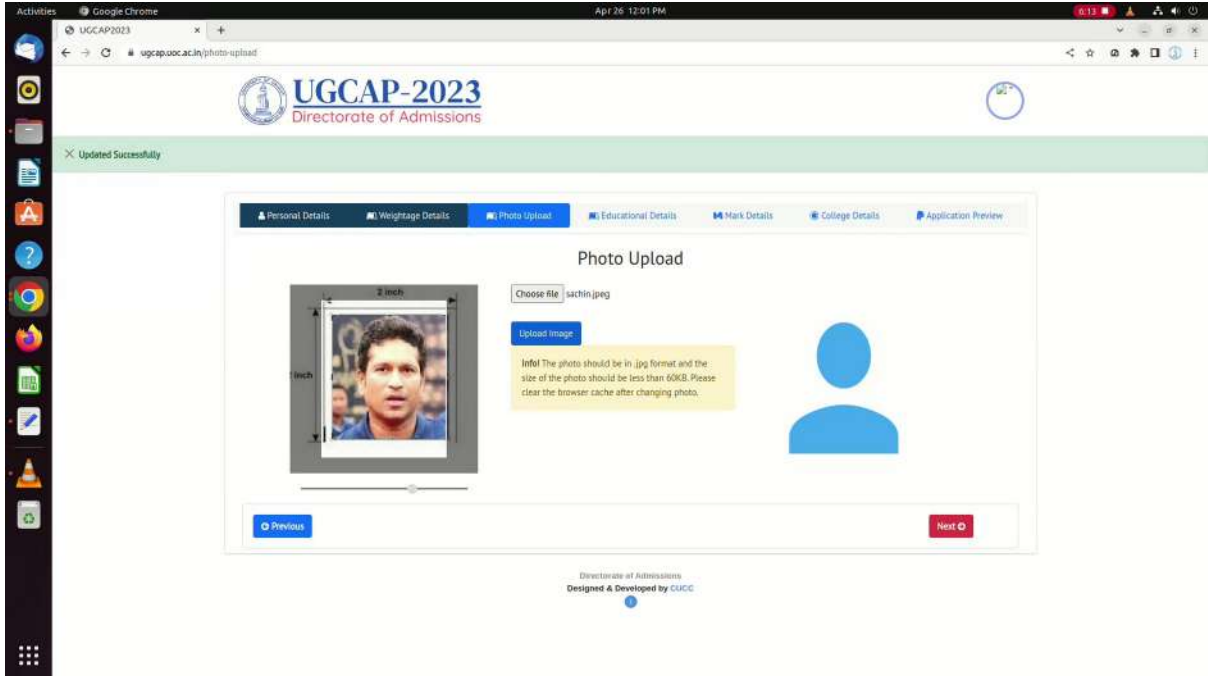 Activities Google Chrome Apr 26 12:01 PM 6:13
UGCAP2023
ugcap.uoc.ac.in/photo-upload
UGCAP-2023
Directorate of Admissions
Updated Successfully
Personal Details Weightage Details Photo Upload Educational Details Mark Details College Details Application Preview
Photo Upload
2 inch
Choose file sachin.jpeg
Upload Image
Info! The photo should be in .jpg format and the
size of the photo should be less than 60KB. Please
clear the browser cache after changing photo.
inch
Previous Next
Directorate of Admissions
Designed & Developed by CUCC